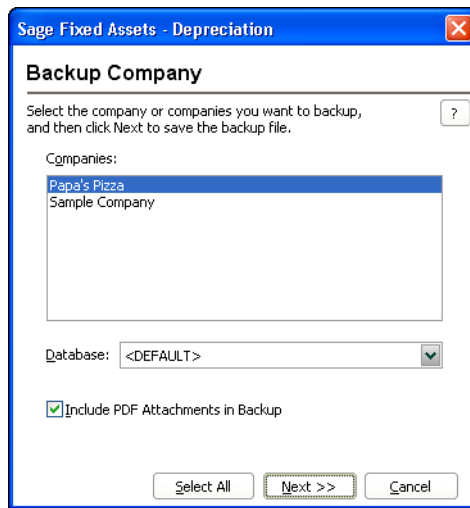 Sage Fixed Assets - Depreciation
Backup Company
Select the company or companies you want to backup,
and then click Next to save the backup file.
?
Companies:
Papa's Pizza
Sample Company
Database: <DEFAULT>
Include PDF Attachments in Backup
Select All Next >> Cancel